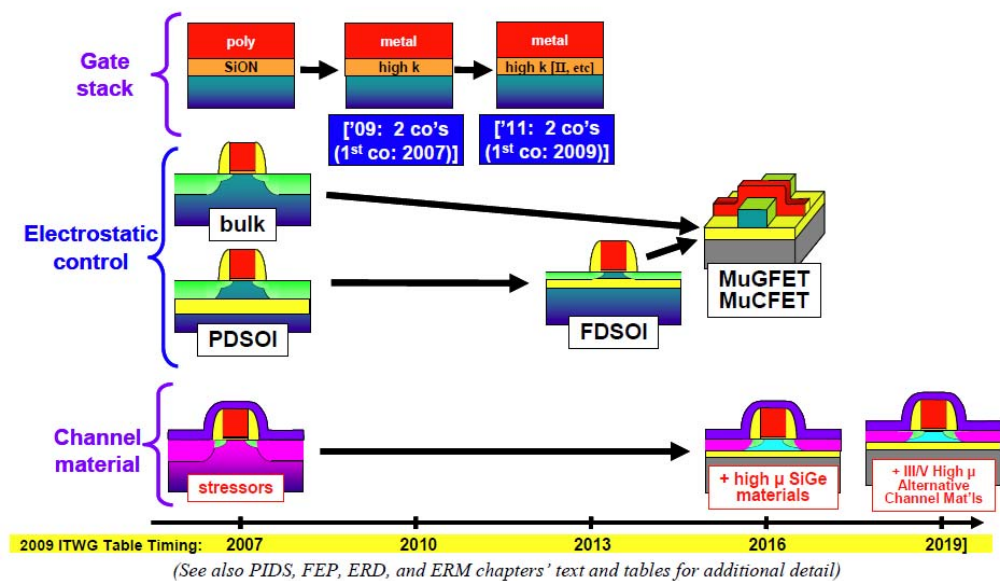 Gate
stack
poly
SiON
metal
high k
metal
high k [II, etc]
['09: 2 co's
(1st co: 2007)]
['11: 2 co's
(1st co: 2009)]
Electrostatic
control
bulk
PDSOI
FDSOI
MuGFET
MuCFET
Channel
material
stressors
+ high μ SiGe
materials
+ III/V High μ
Alternative
Channel Mat'ls
2009 ITWG Table Timing: 2007 2010 2013 2016 2019]
(See also PIDS, FEP, ERD, and ERM chapters' text and tables for additional detail)